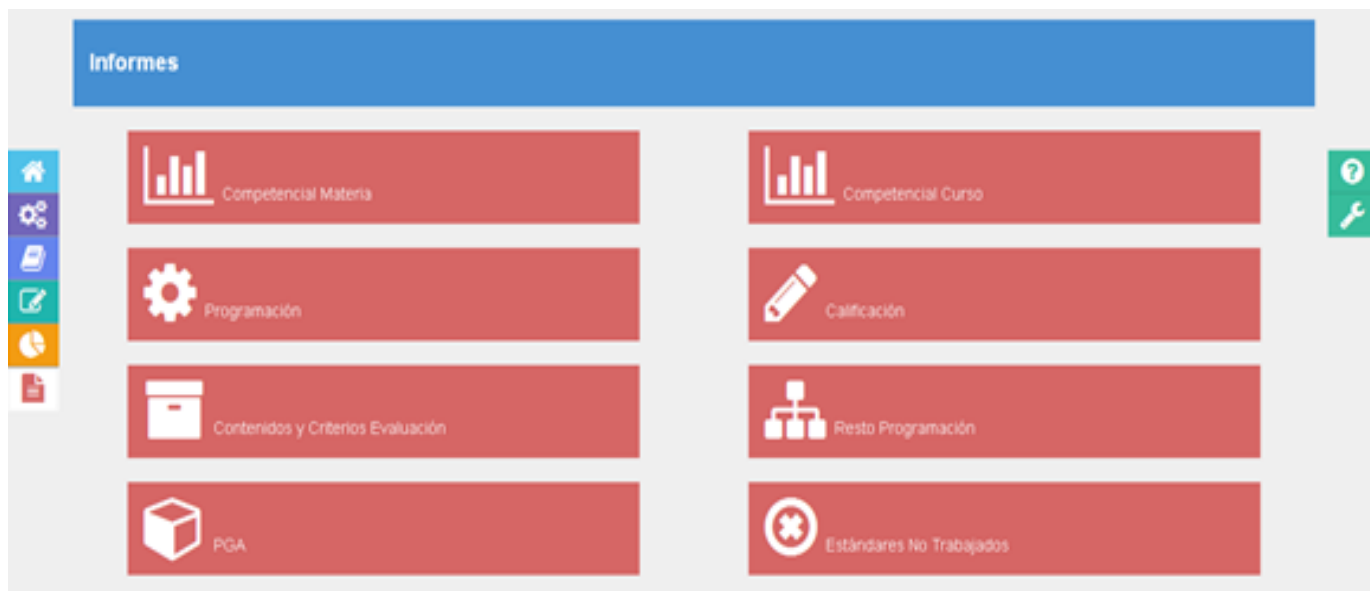 Informes
Competencial Materia
Competencial Curso
Programación
Calificación
Contenidos y Criterios Evaluación
Resto Programación
PGA
Estándares No Trabajados